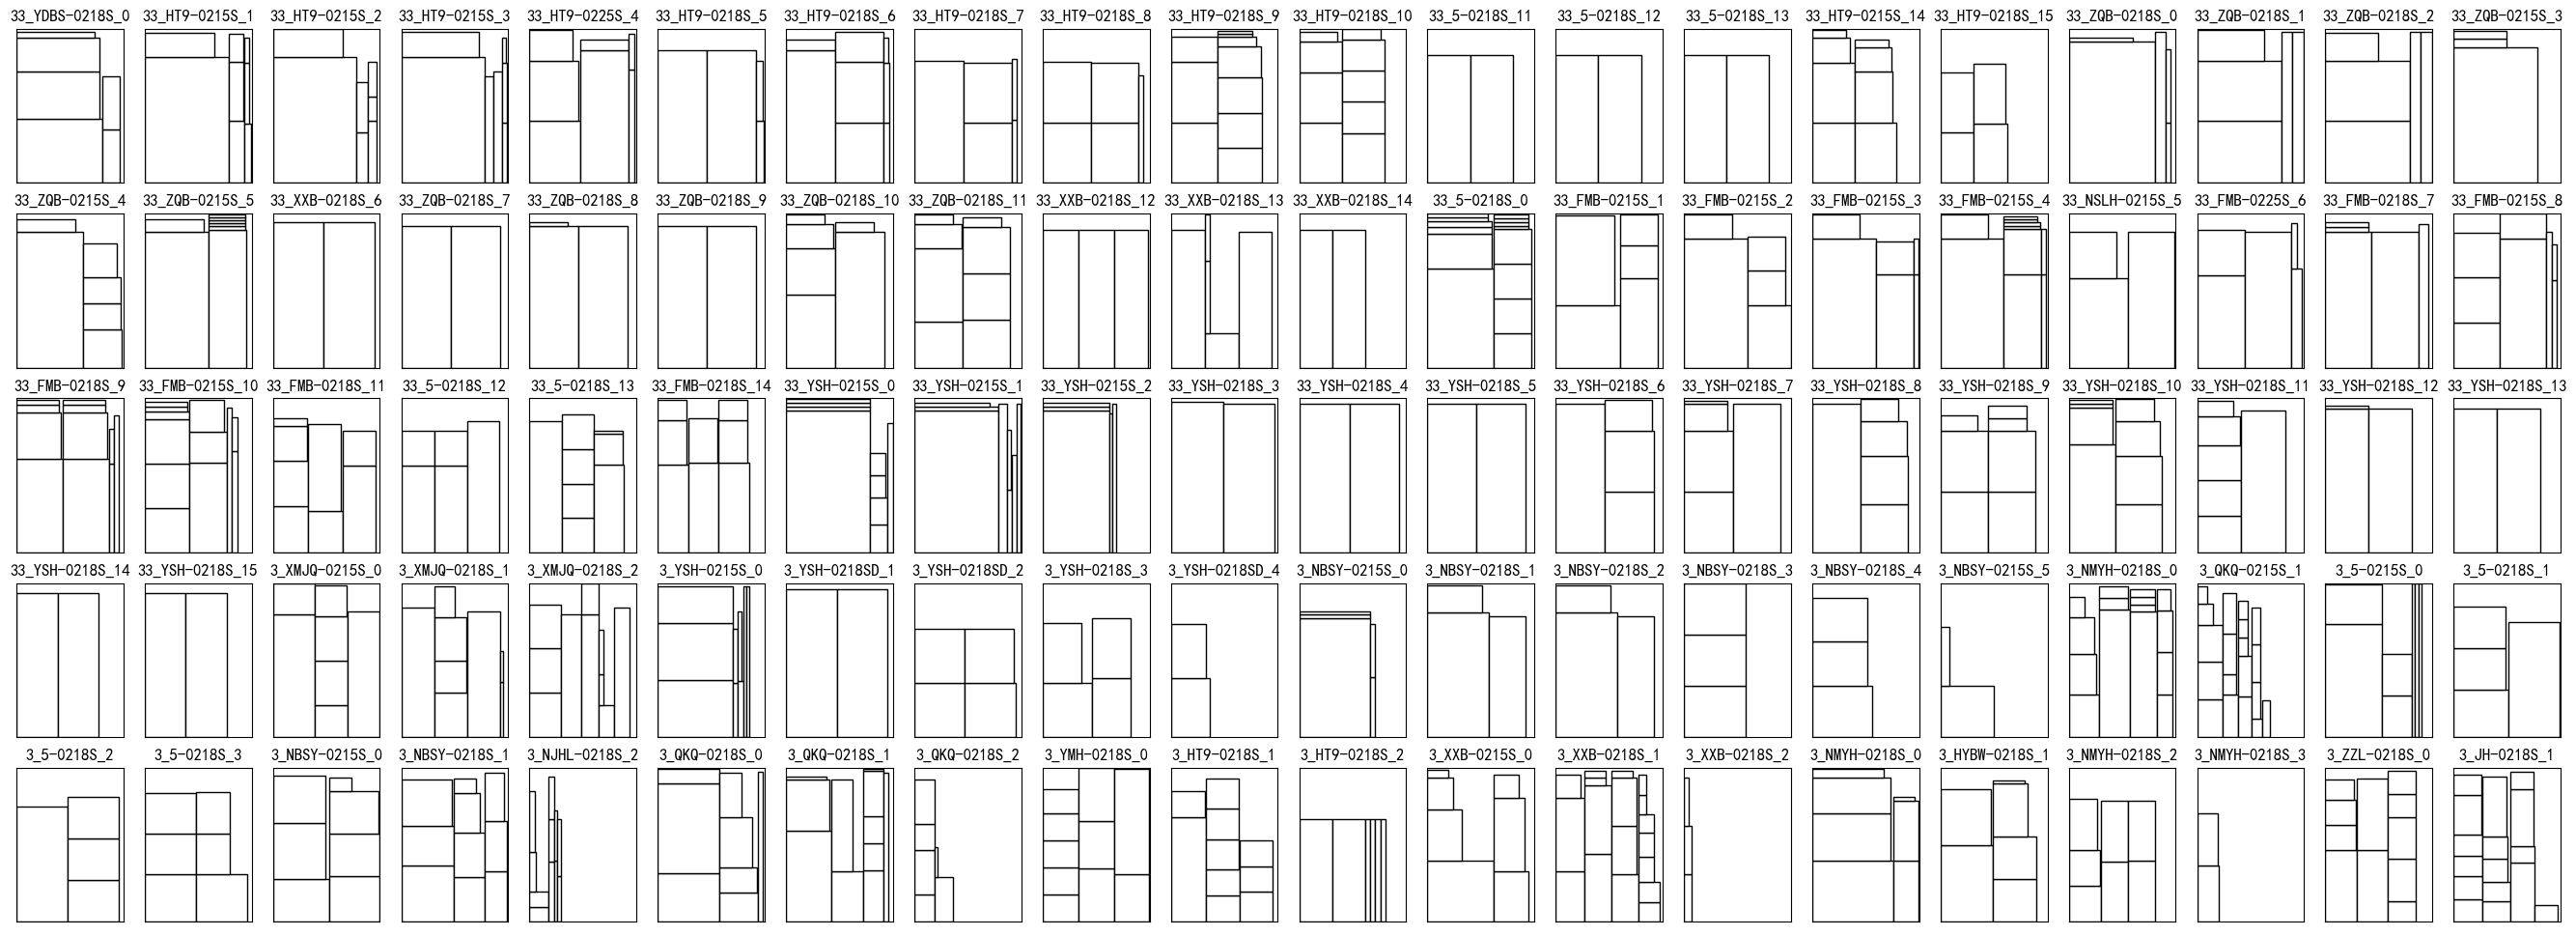 33_YDBS-0218S_0 33_HT9-0215S_1 33_HT9-0215S_2 33_HT9-0215S_3 33_HT9-0225S_4 33_HT9-0218S_5 33_HT9-0218S_6 33_HT9-0218S_7 33_HT9-0218S_8 33_HT9-0218S_9 33_HT9-0218S_10 33_5-0218S_11 33_5-0218S_12 33_5-0218S_13 33_HT9-0215S_14 33_HT9-0218S_15 33_ZQB-0218S_0 33_ZQB-0218S_1 33_ZQB-0218S_2 33_ZQB-0215S_3
33_ZQB-0215S_4 33_ZQB-0215S_5 33_XXB-0218S_6 33_ZQB-0218S_7 33_ZQB-0218S_8 33_ZQB-0218S_9 33_ZQB-0218S_10 33_ZQB-0218S_11 33_XXB-0218S_12 33_XXB-0218S_13 33_XXB-0218S_14 33_5-0218S_0 33_FMB-0215S_1 33_FMB-0215S_2 33_FMB-0215S_3 33_FMB-0215S_4 33_NSLH-0215S_5 33_FMB-0225S_6 33_FMB-0218S_7 33_FMB-0215S_8
33_FMB-0218S_9 33_FMB-0215S_10 33_FMB-0218S_11 33_5-0218S_12 33_5-0218S_13 33_FMB-0218S_14 33_YSH-0215S_0 33_YSH-0215S_1 33_YSH-0215S_2 33_YSH-0218S_3 33_YSH-0218S_4 33_YSH-0218S_5 33_YSH-0218S_6 33_YSH-0218S_7 33_YSH-0218S_8 33_YSH-0218S_9 33_YSH-0218S_10 33_YSH-0218S_11 33_YSH-0218S_12 33_YSH-0218S_13
33_YSH-0218S_14 33_YSH-0218S_15 3_XMJQ-0215S_0 3_XMJQ-0218S_1 3_XMJQ-0218S_2 3_YSH-0215S_0 3_YSH-0218SD_1 3_YSH-0218SD_2 3_YSH-0218S_3 3_YSH-0218SD_4 3_NBSY-0215S_0 3_NBSY-0218S_1 3_NBSY-0218S_2 3_NBSY-0218S_3 3_NBSY-0218S_4 3_NBSY-0215S_5 3_NMYH-0218S_0 3_QKQ-0215S_1 3_5-0215S_0 3_5-0218S_1
3_5-0218S_2 3_5-0218S_3 3_NBSY-0215S_0 3_NBSY-0218S_1 3_NJHL-0218S_2 3_QKQ-0218S_0 3_QKQ-0218S_1 3_QKQ-0218S_2 3_YMH-0218S_0 3_HT9-0218S_1 3_HT9-0218S_2 3_XXB-0215S_0 3_XXB-0218S_1 3_XXB-0218S_2 3_NMYH-0218S_0 3_HYBW-0218S_1 3_NMYH-0218S_2 3_NMYH-0218S_3 3_ZZL-0218S_0 3_JH-0218S_1